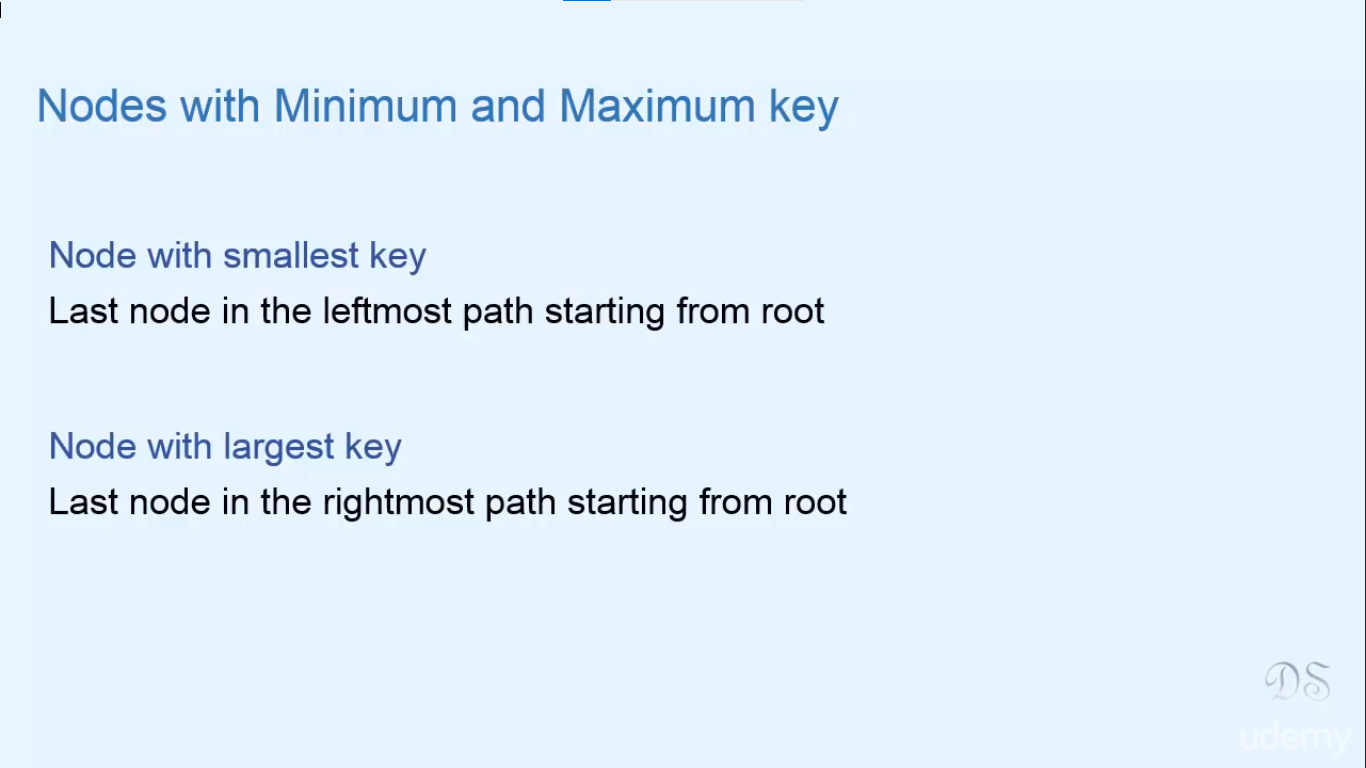 Nodes with Minimum and Maximum key
Node with smallest key
Last node in the leftmost path starting from root
Node with largest key
Last node in the rightmost path starting from root
DS
udemy